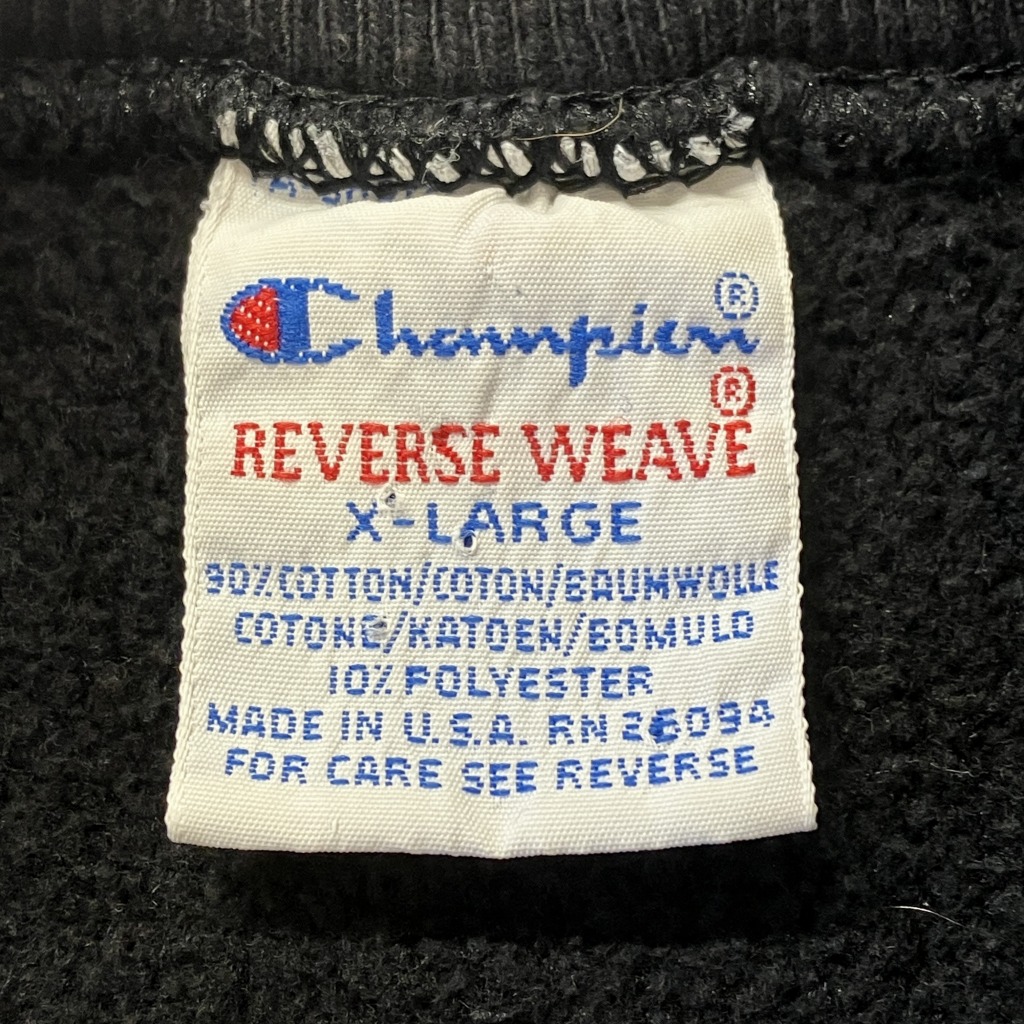 Champion®
REVERSE WEAVE®
X-LARGE
90% COTTON/COTON/BAUMWOLLE
COTONE/KATOEN/BOMULD
10% POLYESTER
MADE IN U.S.A. RN 26094
FOR CARE SEE REVERSE